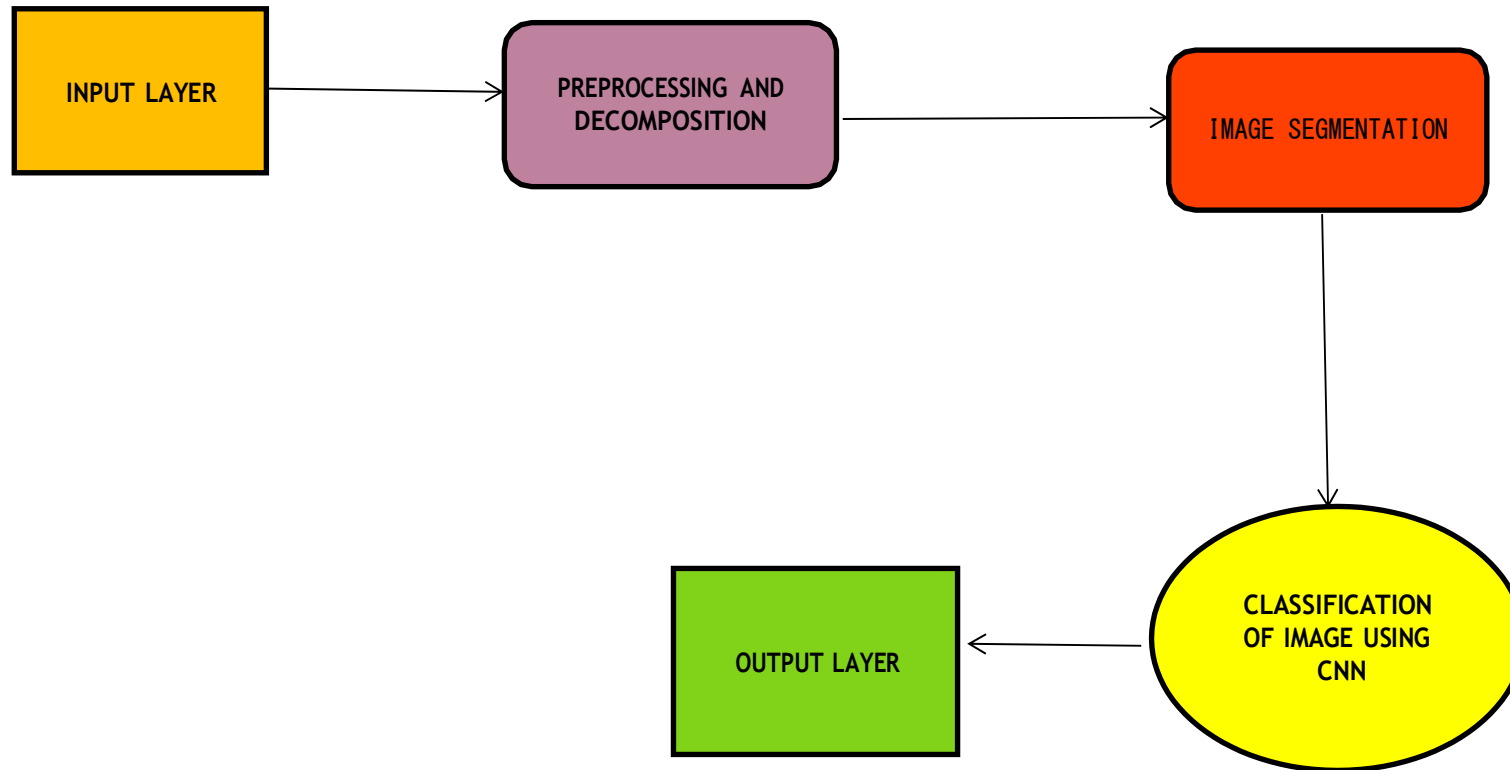 INPUT LAYER
PREPROCESSING AND
DECOMPOSITION
IMAGE SEGMENTATION
CLASSIFICATION
OF IMAGE USING
CNN
OUTPUT LAYER